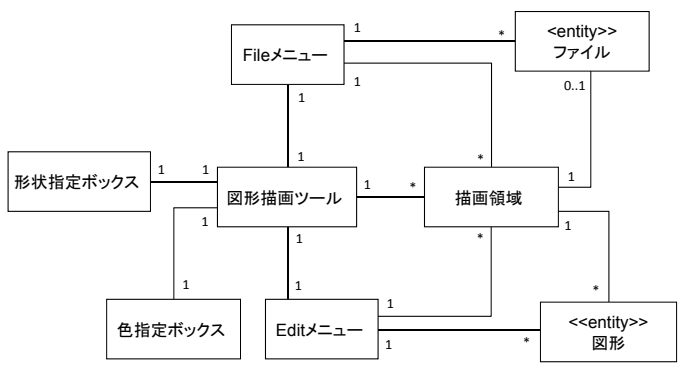 1
*
<entity>>
ファイル
Fileメニュー
1
0..1
1
1
*
1
形状指定ボックス
1
1
図形描画ツール
1
*
描画領域
1
1
1
*
1
1
1
1
*
色指定ボックス
Editメニュー
1
*
<<entity>>
図形